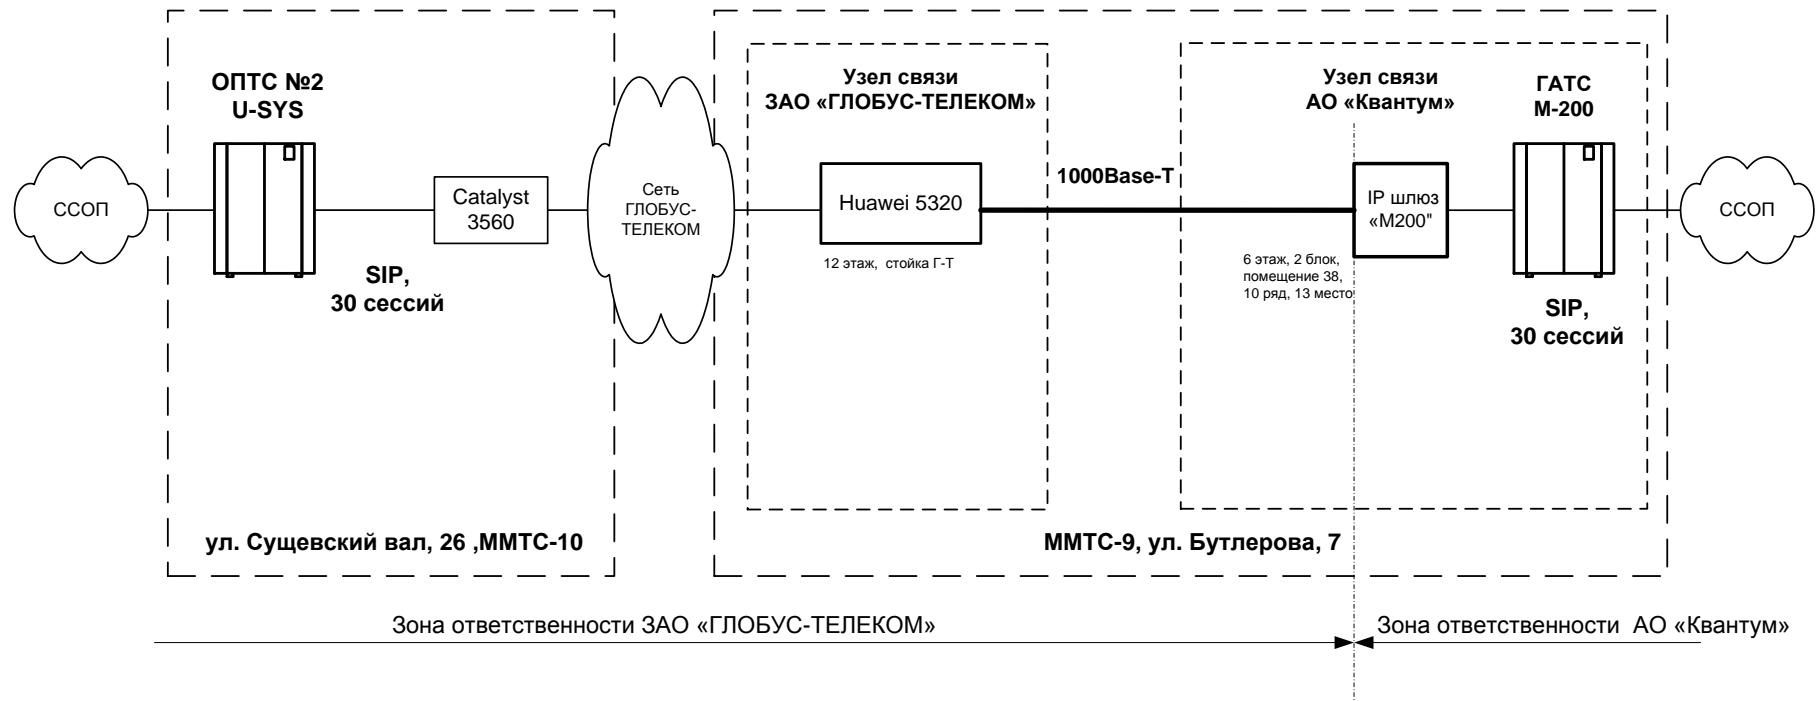 ОПТС №2
U-SYS
ССОП
SIP,
30 сессий
Catalyst
3560
ул. Сущевский вал, 26 ,ММТС-10
Сеть
ГЛОБУС-
ТЕЛЕКОМ
Узел связи
ЗАО «ГЛОБУС-ТЕЛЕКОМ»
Huawei 5320
12 этаж, стойка Г-Т
1000Base-T
Узел связи
АО «Квантум»
IP шлюз
«М200"
6 этаж, 2 блок,
помещение 38,
10 ряд, 13 место
ГАТС
М-200
SIP,
30 сессий
ССОП
ММТС-9, ул. Бутлерова, 7
Зона ответственности ЗАО «ГЛОБУС-ТЕЛЕКОМ»
Зона ответственности АО «Квантум»